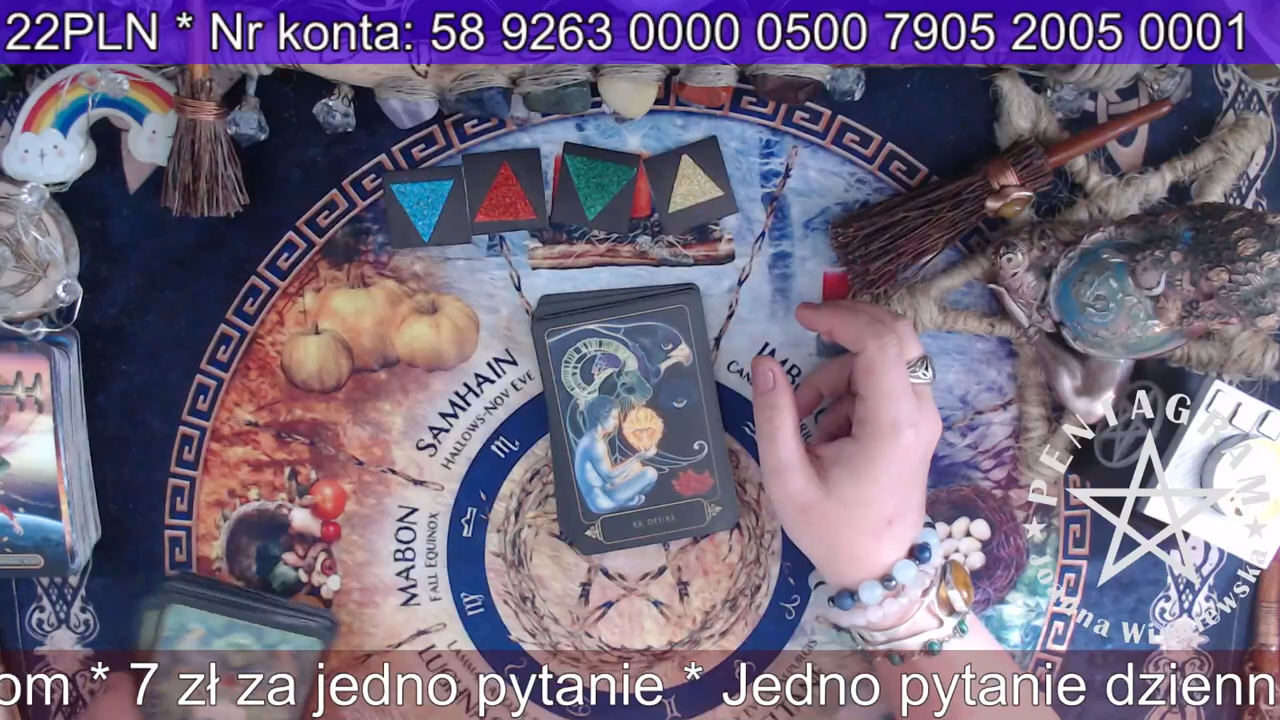 22PLN * Nr konta: 58 9263 0000 0500 7905 2005 0001
SAMHAIN
HALLOWS-NOV EVE
MABON
FALL EQUINOX
PENTAGRAM
om * 7 zł za jedno pytanie * Jedno pytanie dzienn